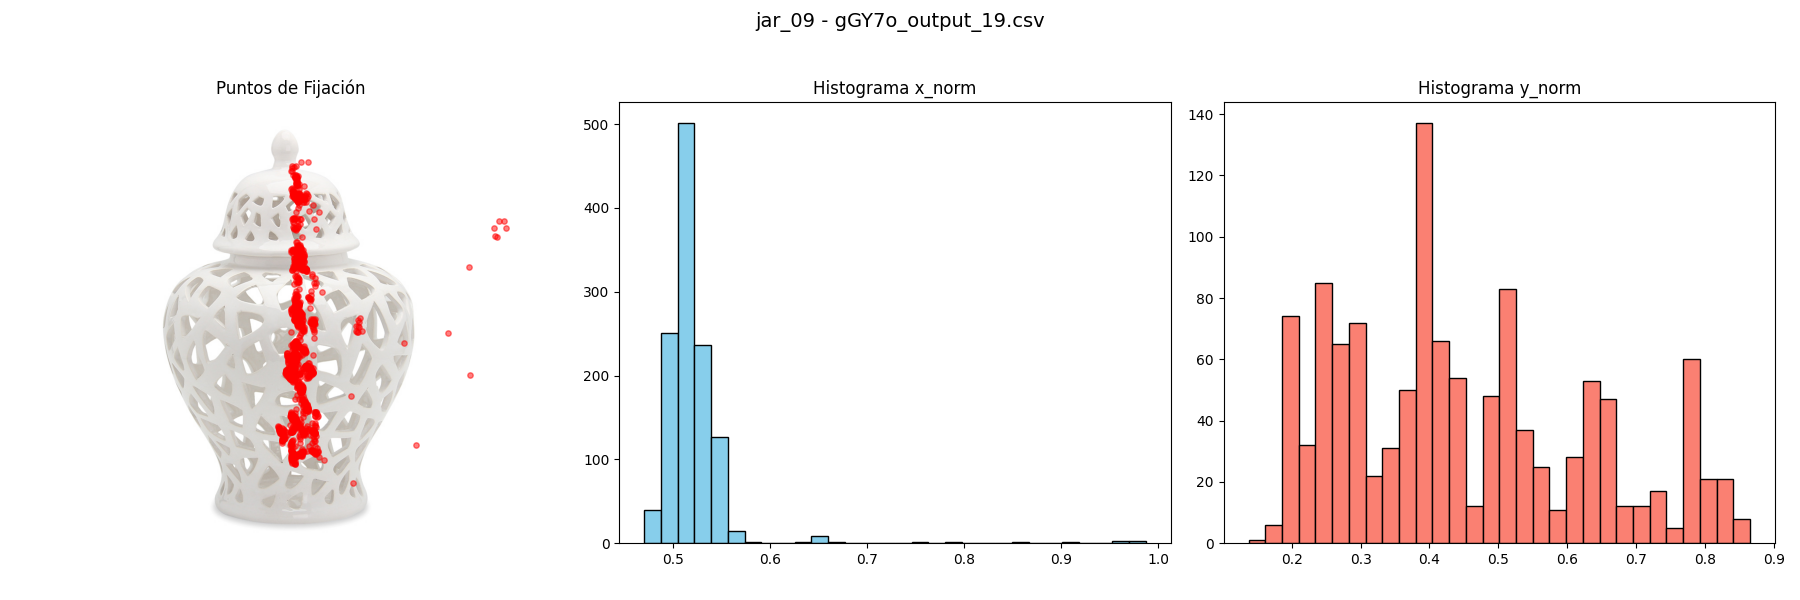 jar_09 - gGY7o_output_19.csv
Puntos de Fijación
Histograma x_norm
Histograma y_norm
500
400
300
200
100
0
0.5 0.6 0.7 0.8 0.9 1.0
140
120
100
80
60
40
20
0
0.2 0.3 0.4 0.5 0.6 0.7 0.8 0.9